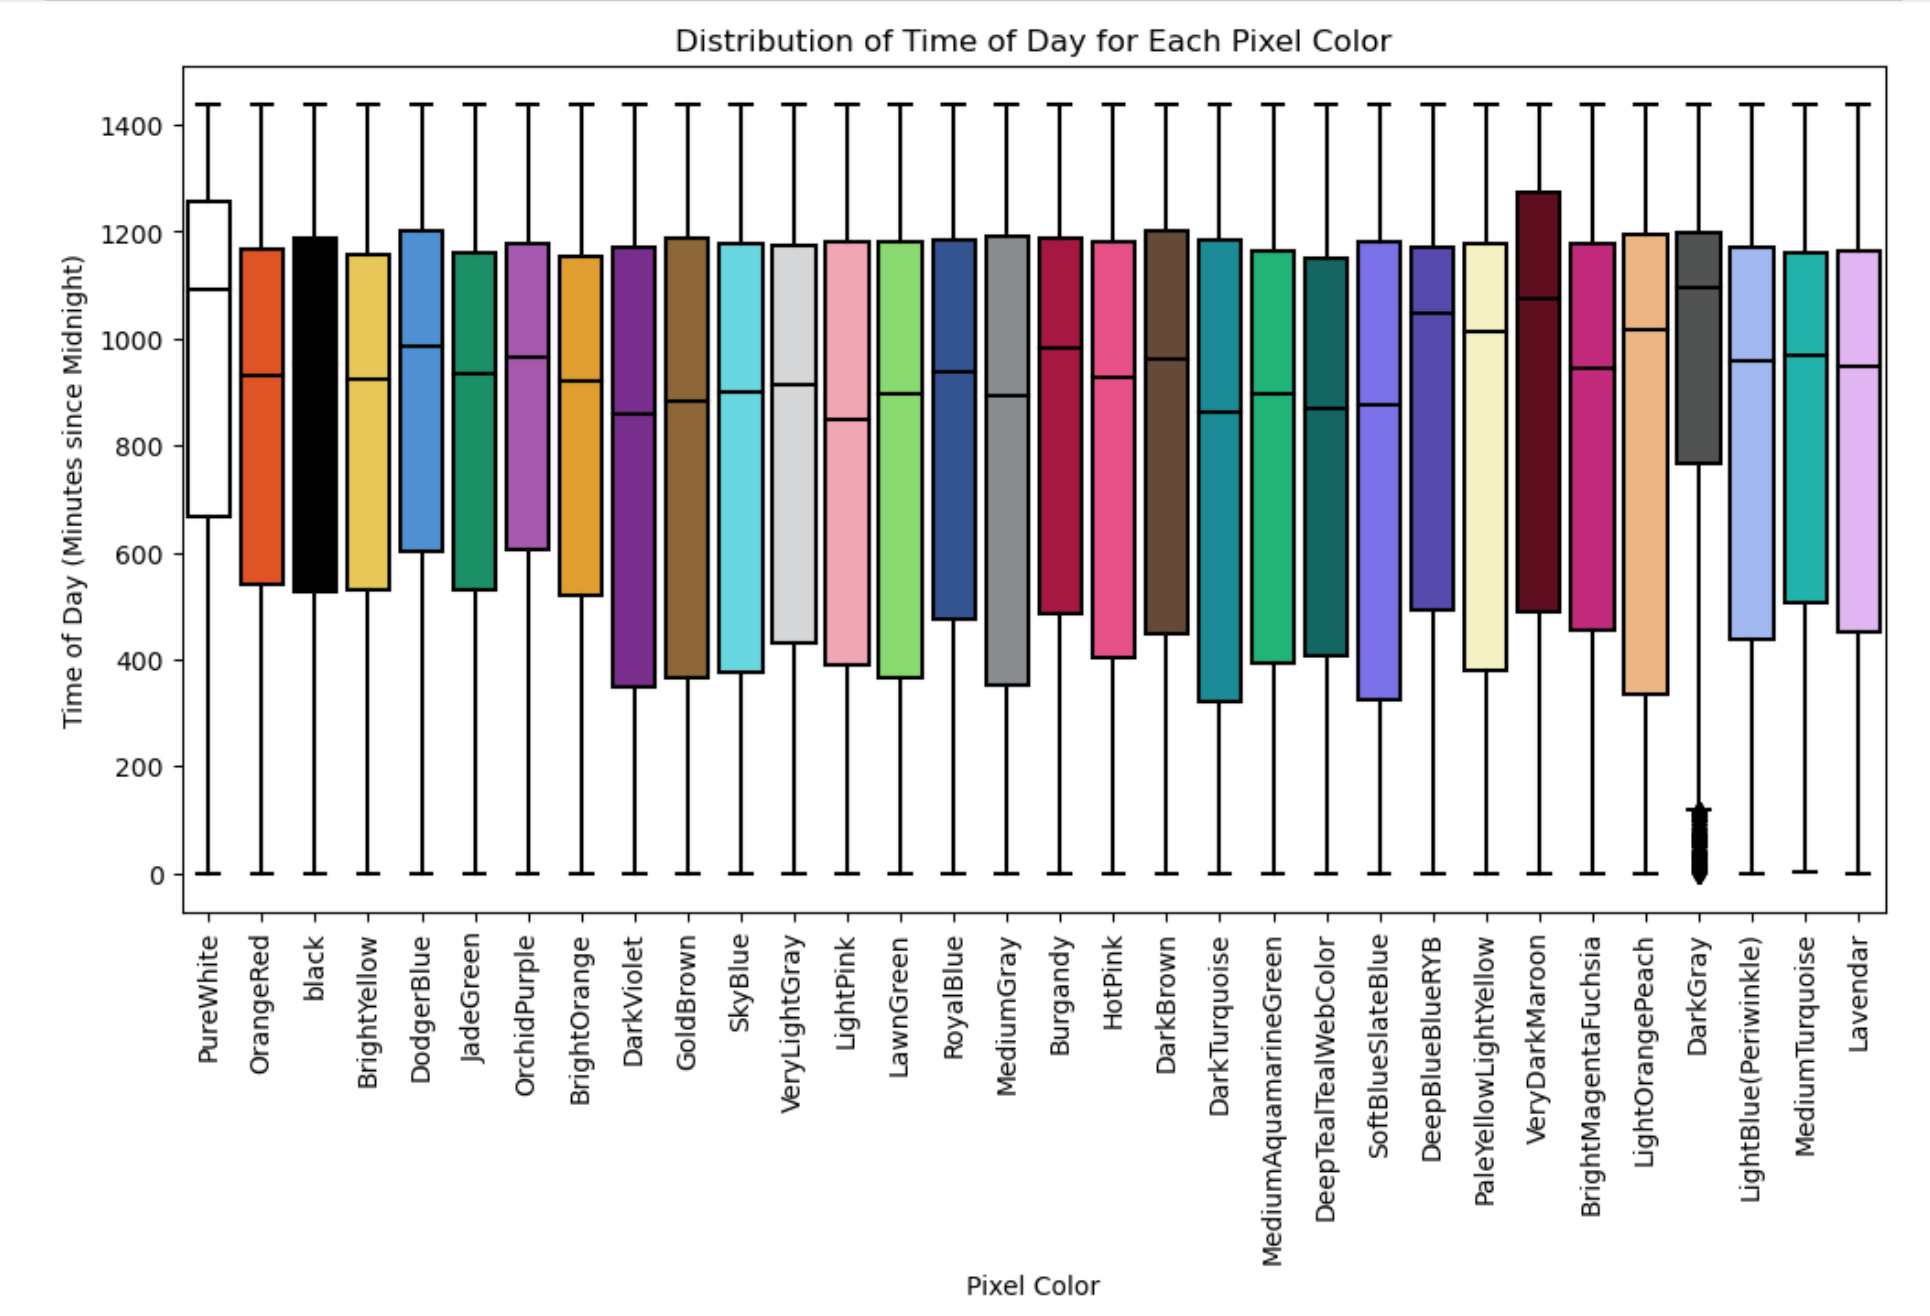 Distribution of Time of Day for Each Pixel Color
Time of Day (Minutes since Midnight)
1400
1200
1000
800
600
400
200
0
PureWhite
OrangeRed
black
BrightYellow
DodgerBlue
JadeGreen
OrchidPurple
BrightOrange
DarkViolet
GoldBrown
SkyBlue
VeryLightGray
LightPink
LawnGreen
RoyalBlue
MediumGray
Burgandy
HotPink
DarkBrown
DarkTurquoise
MediumAquamarineGreen
DeepTealTealWebColor
SoftBlueSlateBlue
DeepBlueBlueRYB
PaleYellowLightYellow
VeryDarkMaroon
BrightMagentaFuchsia
LightOrangePeach
DarkGray
LightBlue(Periwinkle)
MediumTurquoise
Lavendar
Pixel Color